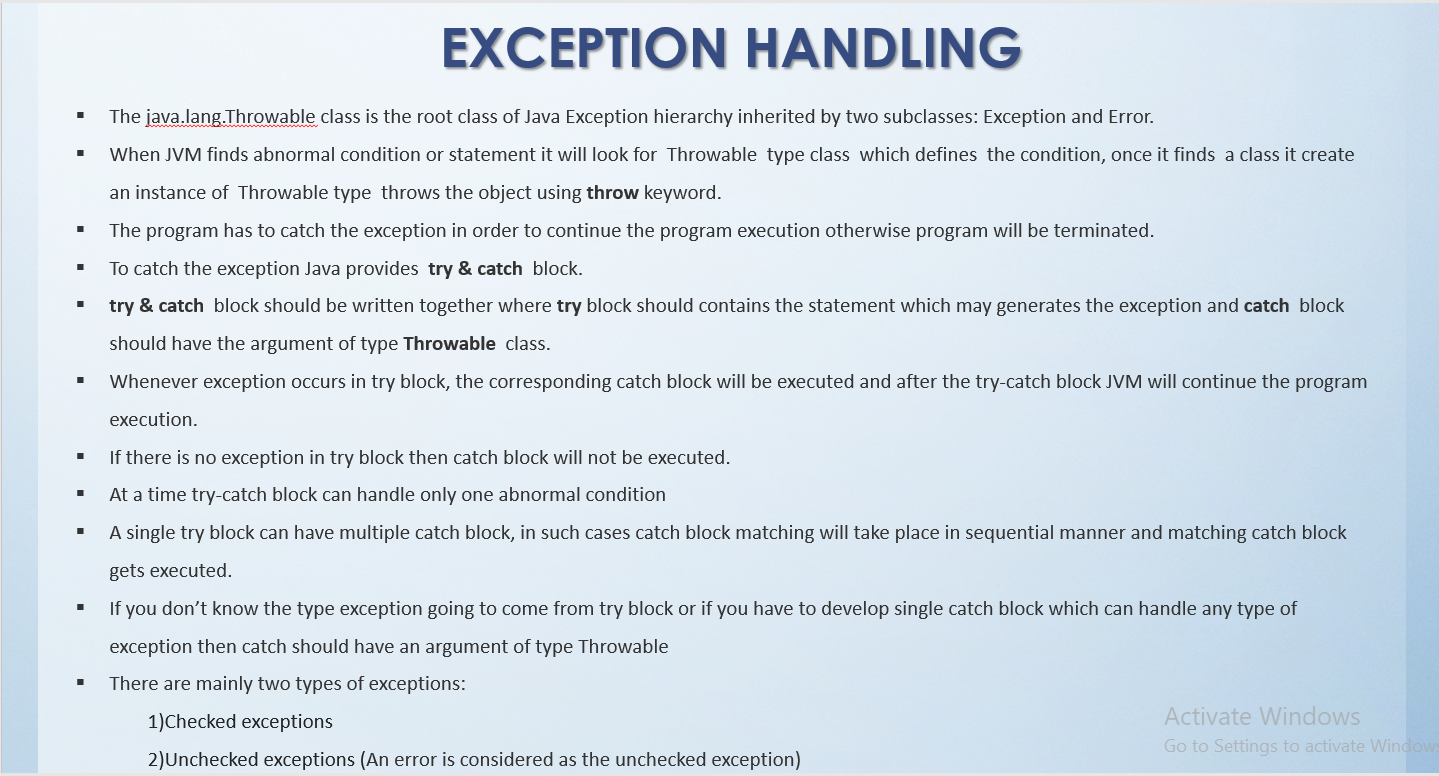 EXCEPTION HANDLING
▪ The java.lang.Throwable class is the root class of Java Exception hierarchy inherited by two subclasses: Exception and Error.
▪ When JVM finds abnormal condition or statement it will look for Throwable type class which defines the condition, once it finds a class it create
an instance of Throwable type throws the object using throw keyword.
▪ The program has to catch the exception in order to continue the program execution otherwise program will be terminated.
▪ To catch the exception Java provides try & catch block.
▪ try & catch block should be written together where try block should contains the statement which may generates the exception and catch block
should have the argument of type Throwable class.
▪ Whenever exception occurs in try block, the corresponding catch block will be executed and after the try-catch block JVM will continue the program
execution.
▪ If there is no exception in try block then catch block will not be executed.
▪ At a time try-catch block can handle only one abnormal condition
▪ A single try block can have multiple catch block, in such cases catch block matching will take place in sequential manner and matching catch block
gets executed.
▪ If you don’t know the type exception going to come from try block or if you have to develop single catch block which can handle any type of
exception then catch should have an argument of type Throwable
▪ There are mainly two types of exceptions:
1)Checked exceptions
2)Unchecked exceptions (An error is considered as the unchecked exception)
Activate Windows
Go to Settings to activate Windows